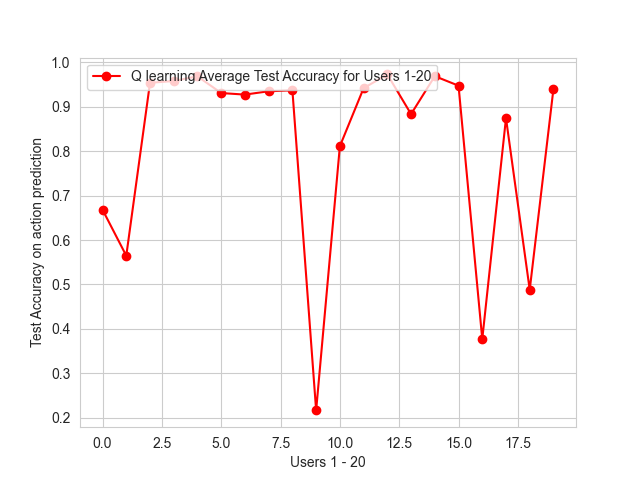 Q learning Average Test Accuracy for Users 1-20
1.0
0.9
0.8
0.7
0.6
0.5
0.4
0.3
0.2
Test Accuracy on action prediction
0.0 2.5 5.0 7.5 10.0 12.5 15.0 17.5
Users 1 - 20